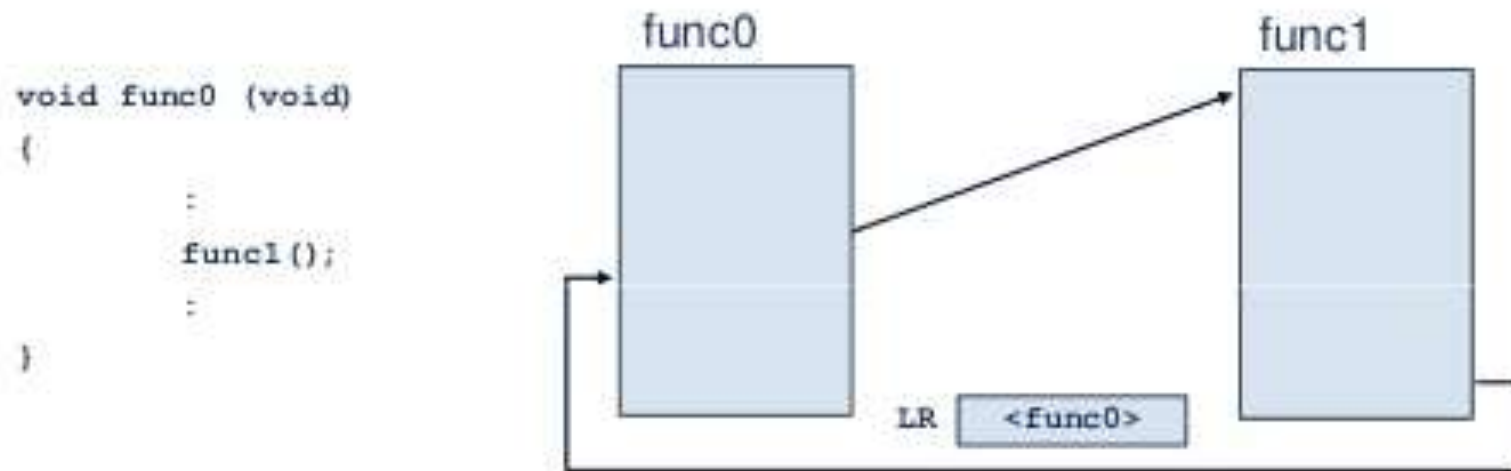 func0
func1
void func0 (void)
{
:
func1();
:
}
LR <func0>